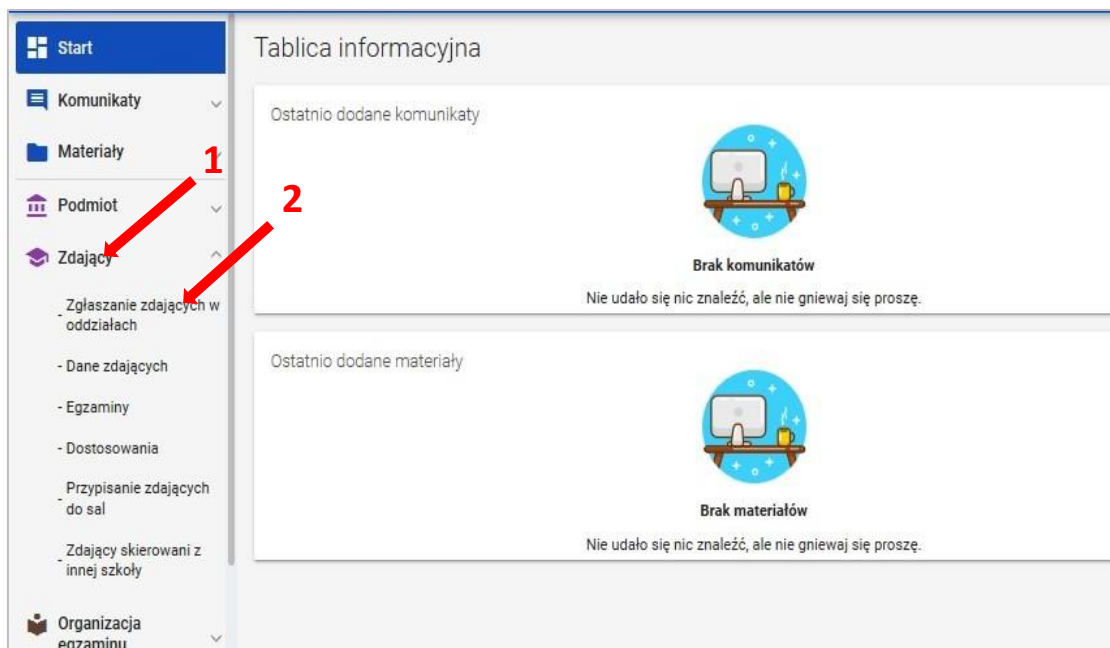 Start
Komunikaty
Materiały
1
Podmiot
2
Zdający
- Zgłaszanie zdających w
oddziałach
- Dane zdających
- Egzaminy
- Dostosowania
- Przypisanie zdających
do sal
- Zdający skierowani z
innej szkoły
Organizacja
egzaminu
Tablica informacyjna
Ostatnio dodane komunikaty
Brak komunikatów
Nie udało się nic znaleźć, ale nie gniewaj się proszę.
Ostatnio dodane materiały
Brak materiałów
Nie udało się nic znaleźć, ale nie gniewaj się proszę.